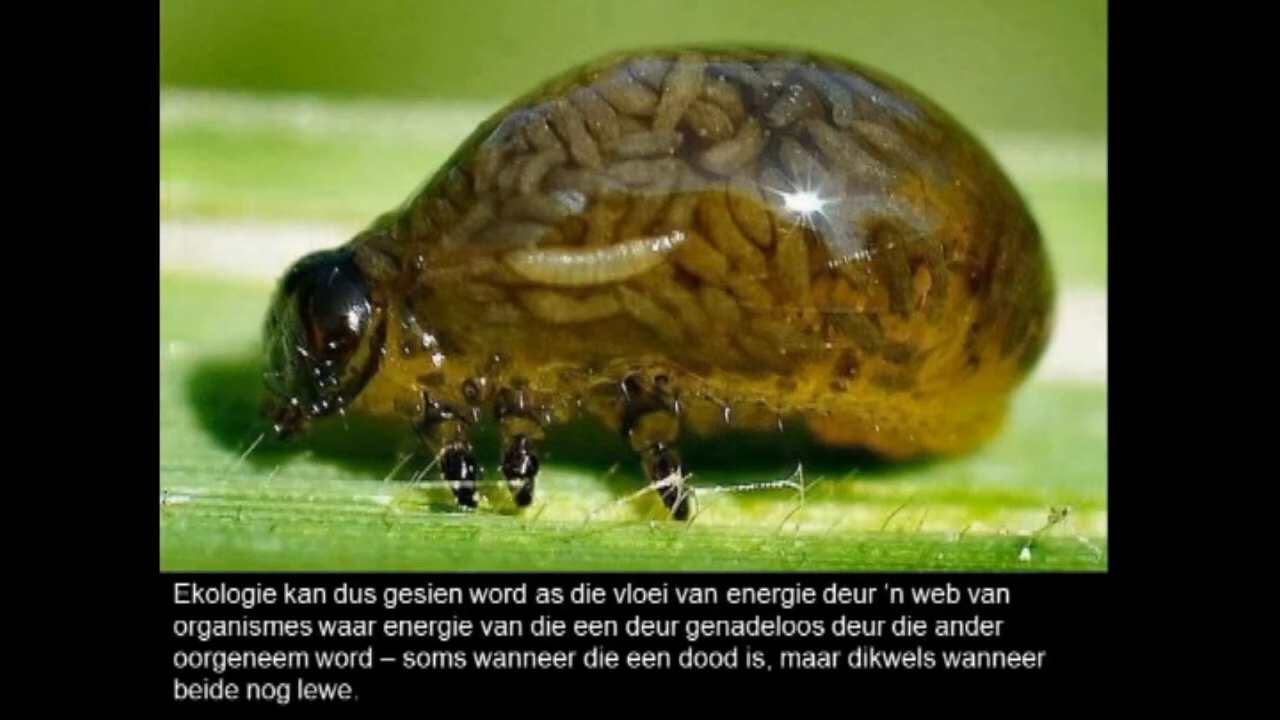 Ekologie kan dus gesien word as die vloei van energie deur ‘n web van
organismes waar energie van die een deur genadeloos deur die ander
oorgeneem word – soms wanneer die een dood is, maar dikwels wanneer
beide nog lewe.